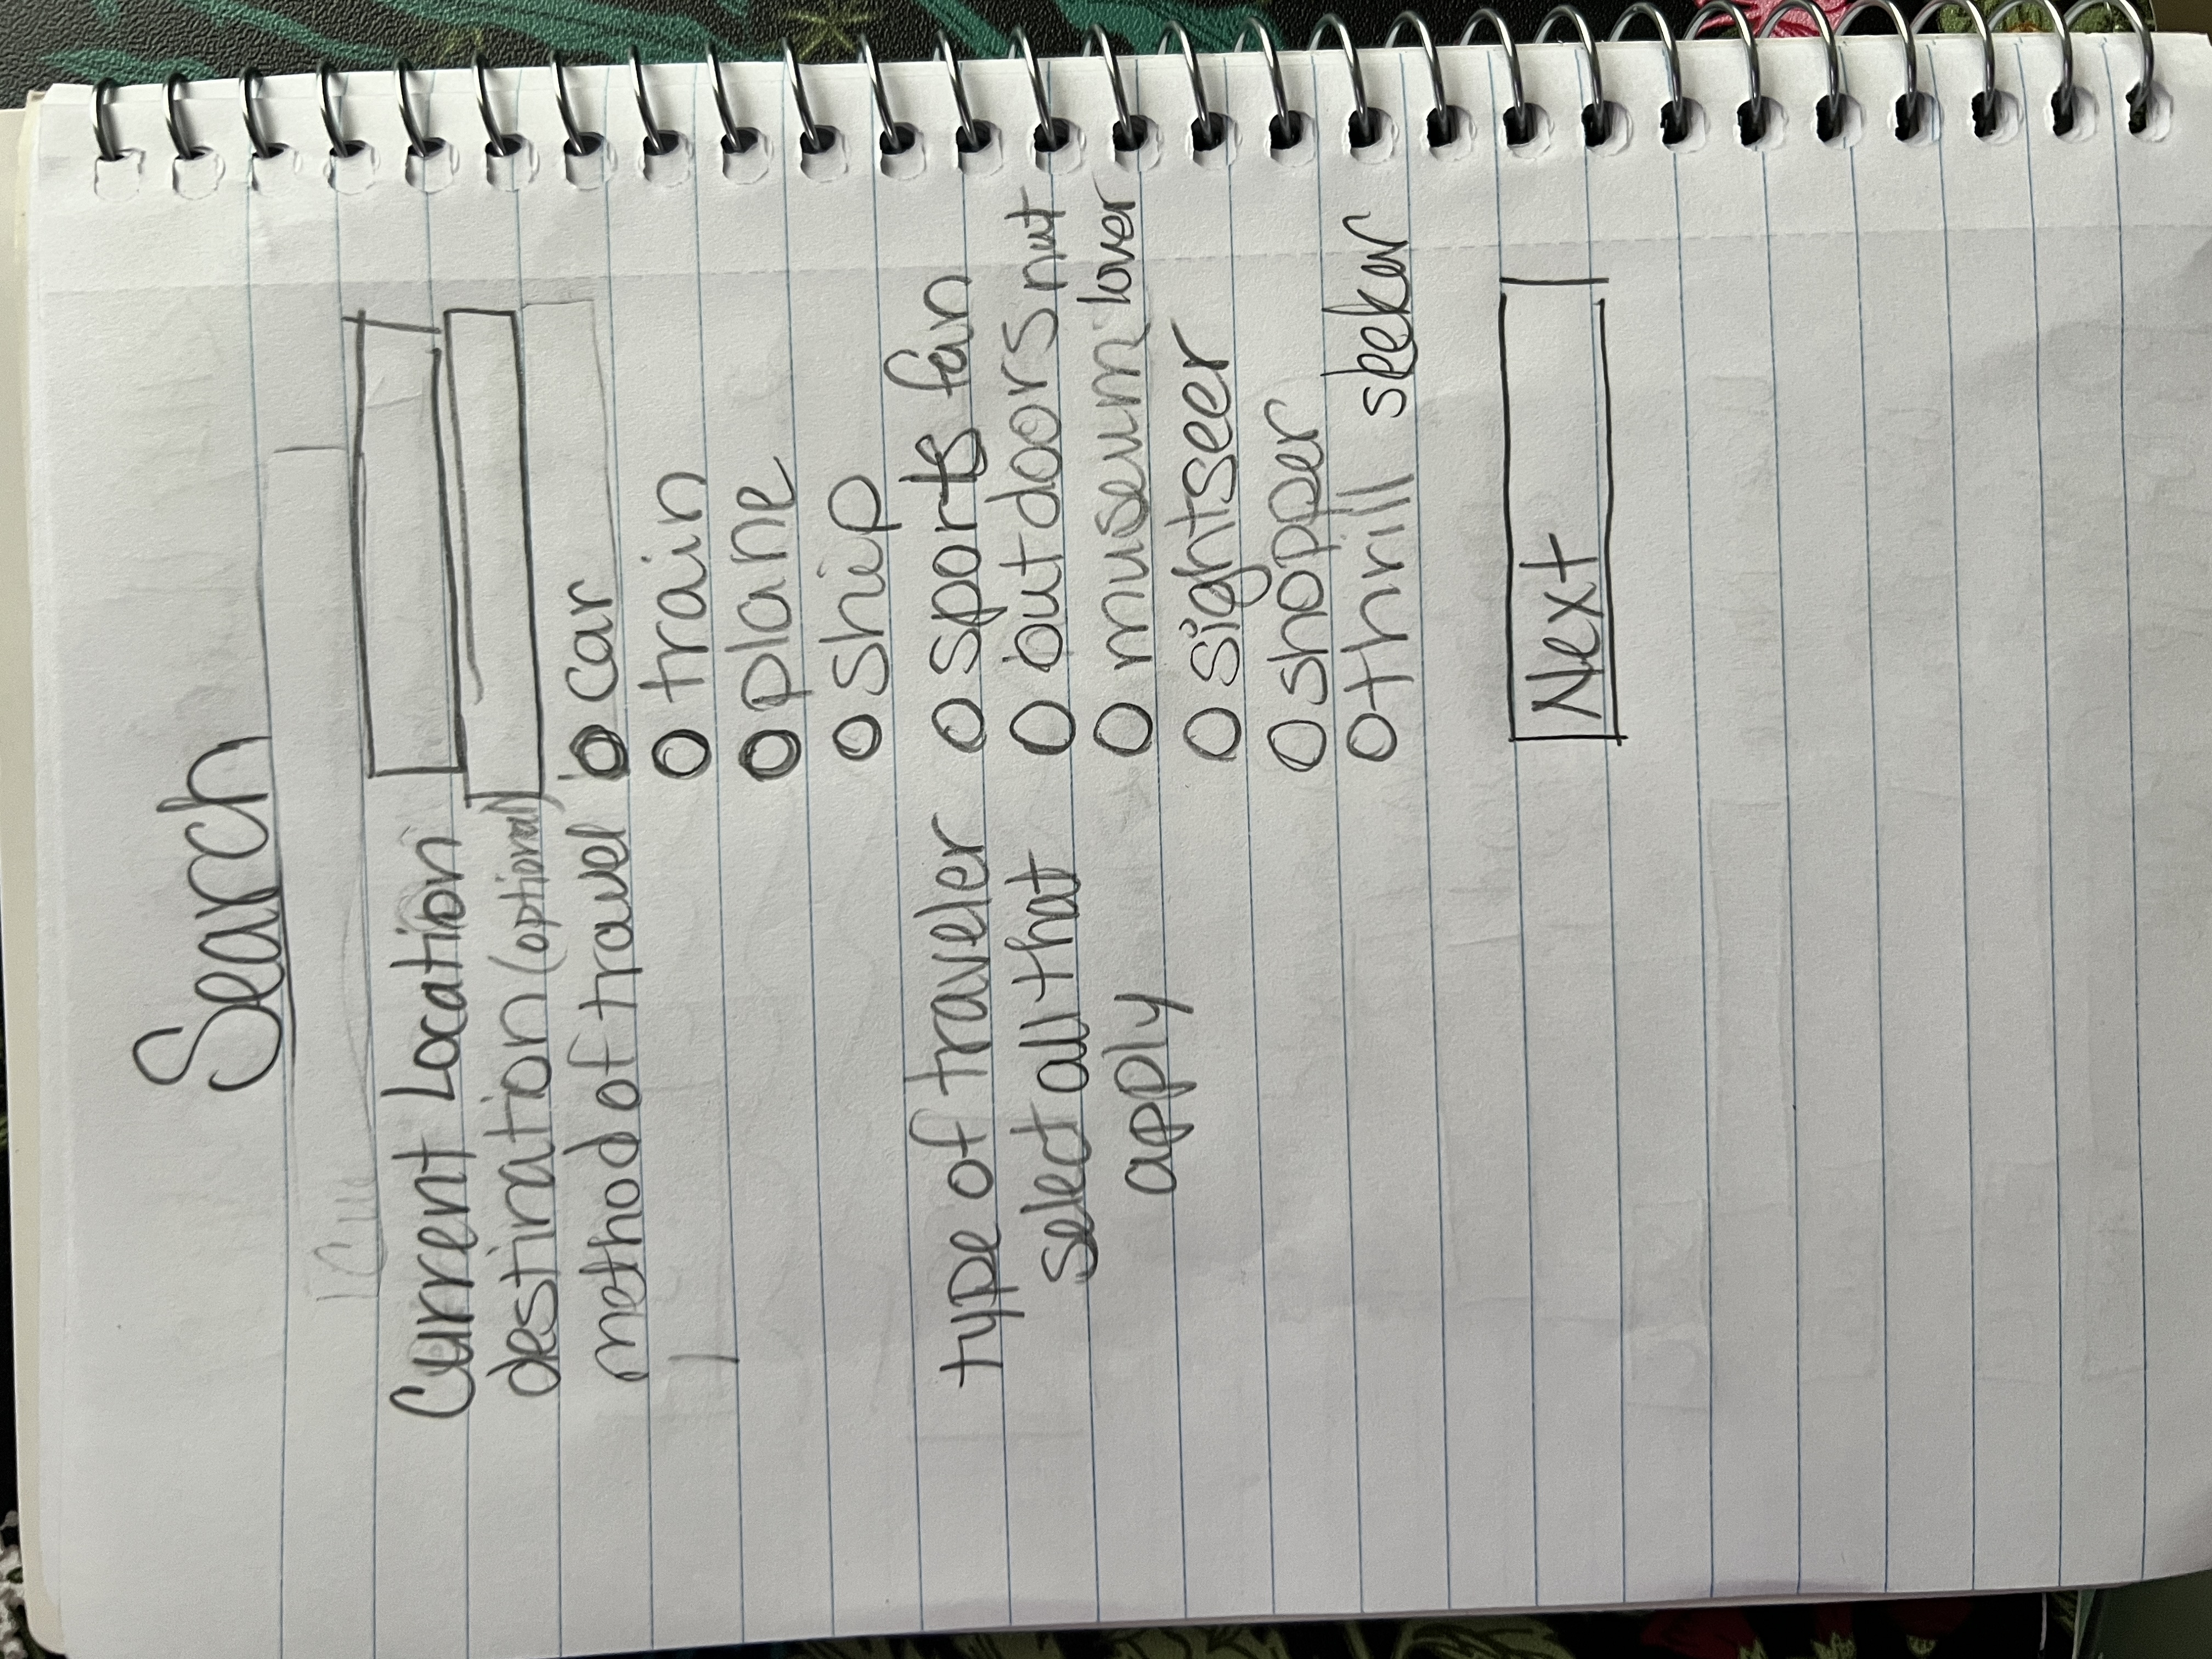 Search
Current Location
destination (optional)
method of travel
car
train
plane
ship
type of traveler
select all that
apply
sports fan
outdoors nut
museum lover
sightseer
shopper
thrill seeker
Next